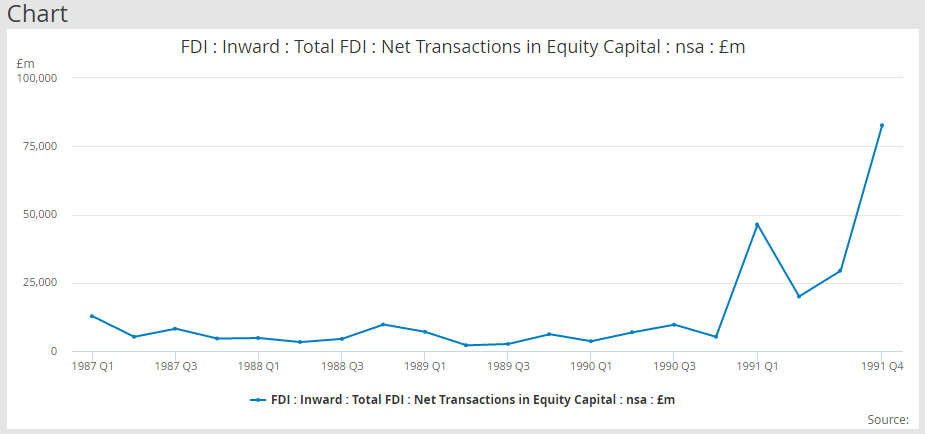 Chart
FDI : Inward : Total FDI : Net Transactions in Equity Capital : nsa : £m
£m
100,000
75,000
50,000
25,000
0
1987 Q1 1987 Q3 1988 Q1 1988 Q3 1989 Q1 1989 Q3 1990 Q1 1990 Q3 1991 Q1 1991 Q4
FDI : Inward : Total FDI : Net Transactions in Equity Capital : nsa : £m
Source: